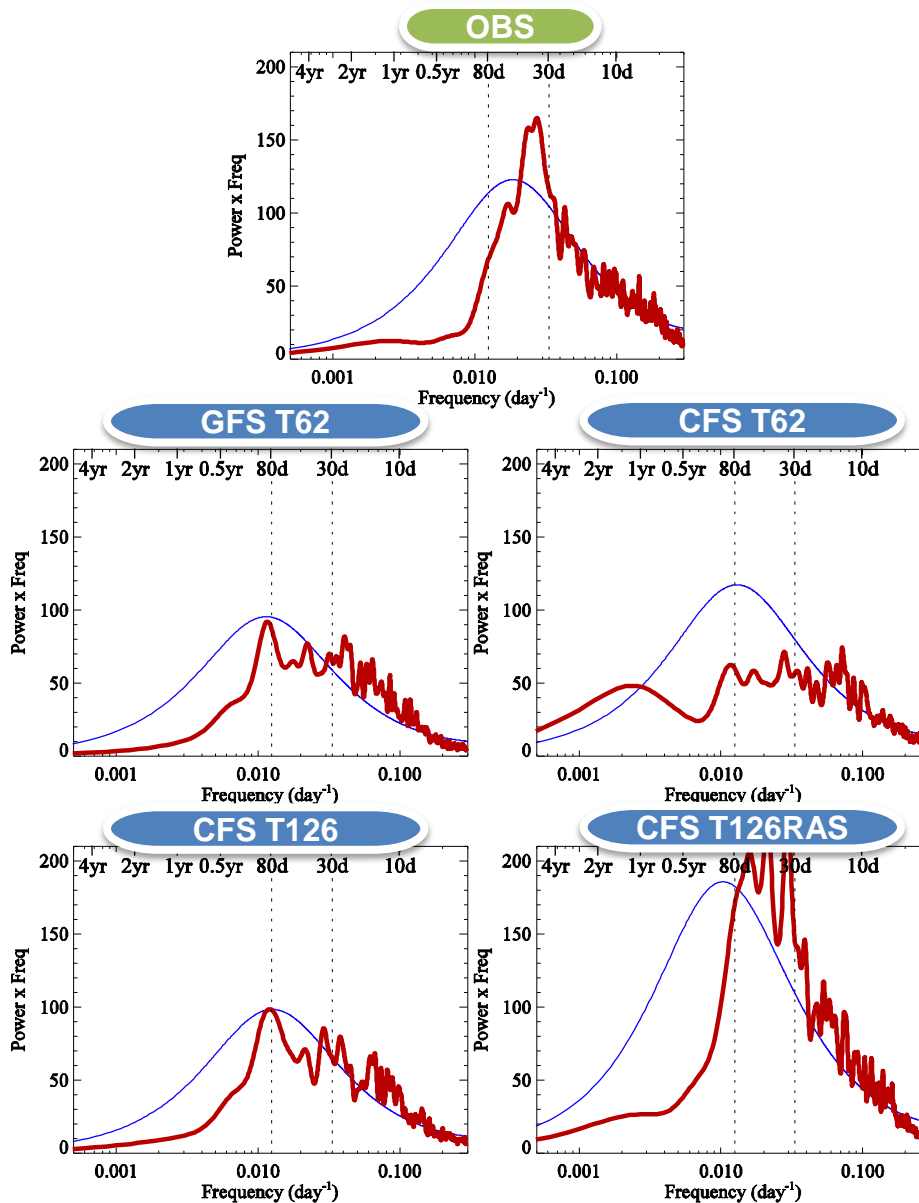 OBS
4yr 2yr 1yr 0.5yr 80d 30d 10d
200
150
100
50
0
Power x Freq
0.001 0.010 0.100
Frequency (day-1)
GFS T62
4yr 2yr 1yr 0.5yr 80d 30d 10d
200
150
100
50
0
Power x Freq
0.001 0.010 0.100
Frequency (day-1)
CFS T62
4yr 2yr 1yr 0.5yr 80d 30d 10d
200
150
100
50
0
Power x Freq
0.001 0.010 0.100
Frequency (day-1)
CFS T126
4yr 2yr 1yr 0.5yr 80d 30d 10d
200
150
100
50
0
Power x Freq
0.001 0.010 0.100
Frequency (day-1)
CFS T126RAS
4yr 2yr 1yr 0.5yr 80d 30d 10d
200
150
100
50
0
Power x Freq
0.001 0.010 0.100
Frequency (day-1)